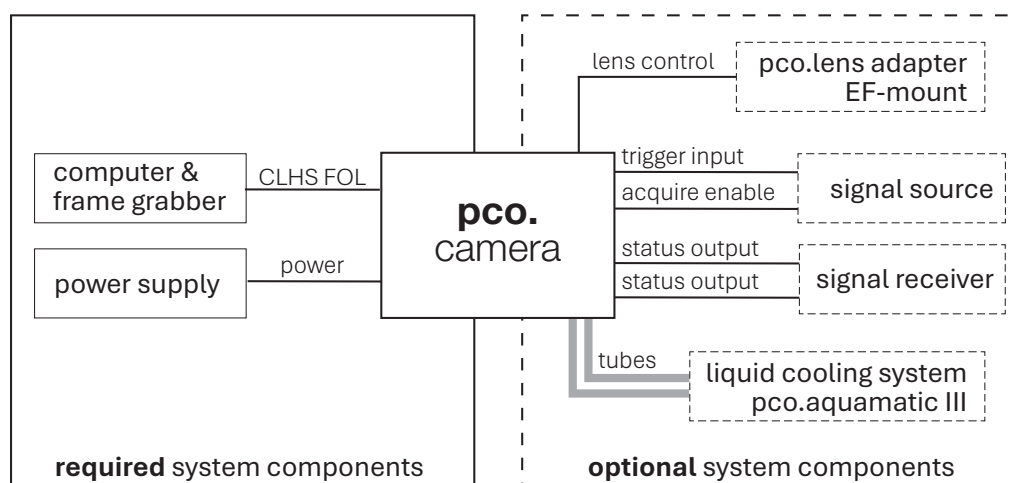 lens control
pco.lens adapter
EF-mount
computer &
frame grabber
CLHS FOL
pco.
camera
trigger input
acquire enable
signal source
power supply
power
status output
status output
signal receiver
tubes
liquid cooling system
pco.aquamatic III
required system components
optional system components